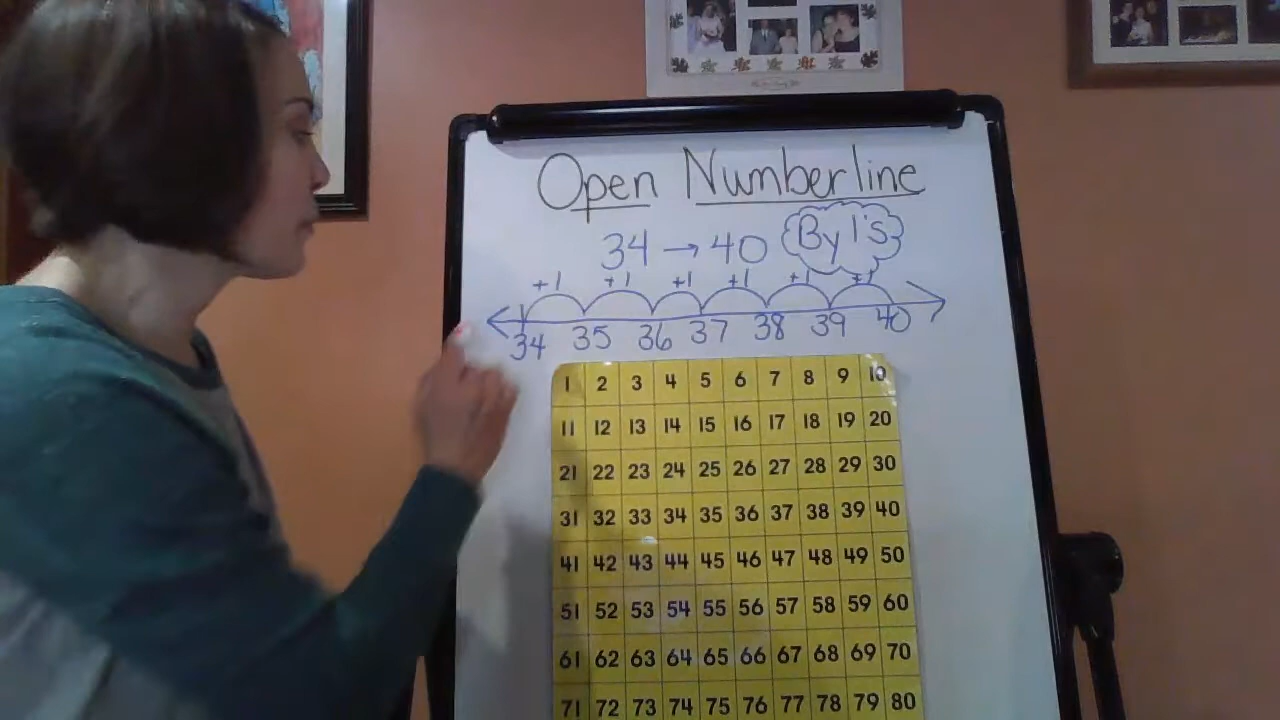 Open Numberline
34 → 40 By 1's
+1 +1 +1 +1 +1 +1
34 35 36 37 38 39 40
1 2 3 4 5 6 7 8 9 10
11 12 13 14 15 16 17 18 19 20
21 22 23 24 25 26 27 28 29 30
31 32 33 34 35 36 37 38 39 40
41 42 43 44 45 46 47 48 49 50
51 52 53 54 55 56 57 58 59 60
61 62 63 64 65 66 67 68 69 70
71 72 73 74 75 76 77 78 79 80